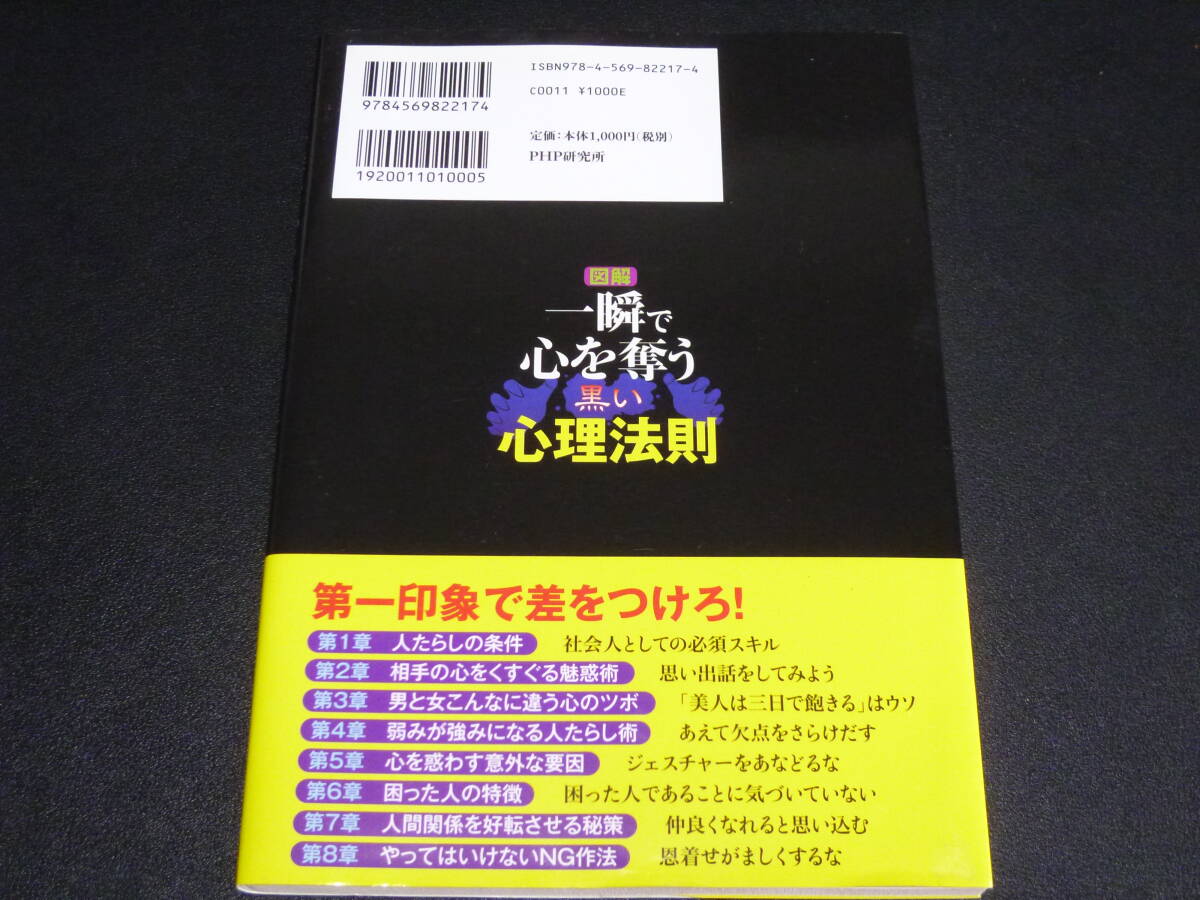 ISBN978-4-569-82217-4
9784569822174
C0011 ¥1000E
定価：本体1,000円（税別）
PHP研究所
1920011010005
図解
一瞬で
心を奪う
黒い
心理法則
第一印象で差をつけろ！
第1章 人たらしの条件 社会人としての必須スキル
第2章 相手の心をくすぐる魅惑術 思い出話をしてみよう
第3章 男と女こんなに違う心のツボ 「美人は三日で飽きる」はウソ
第4章 弱みが強みになる人たらし術 あえて欠点をさらけだす
第5章 心を惑わす意外な要因 ジェスチャーをあなどるな
第6章 困った人の特徴 困った人であることに気づいていない
第7章 人間関係を好転させる秘策 仲良くなれると思い込む
第8章 やってはいけないNG作法 恩着せがましくするな